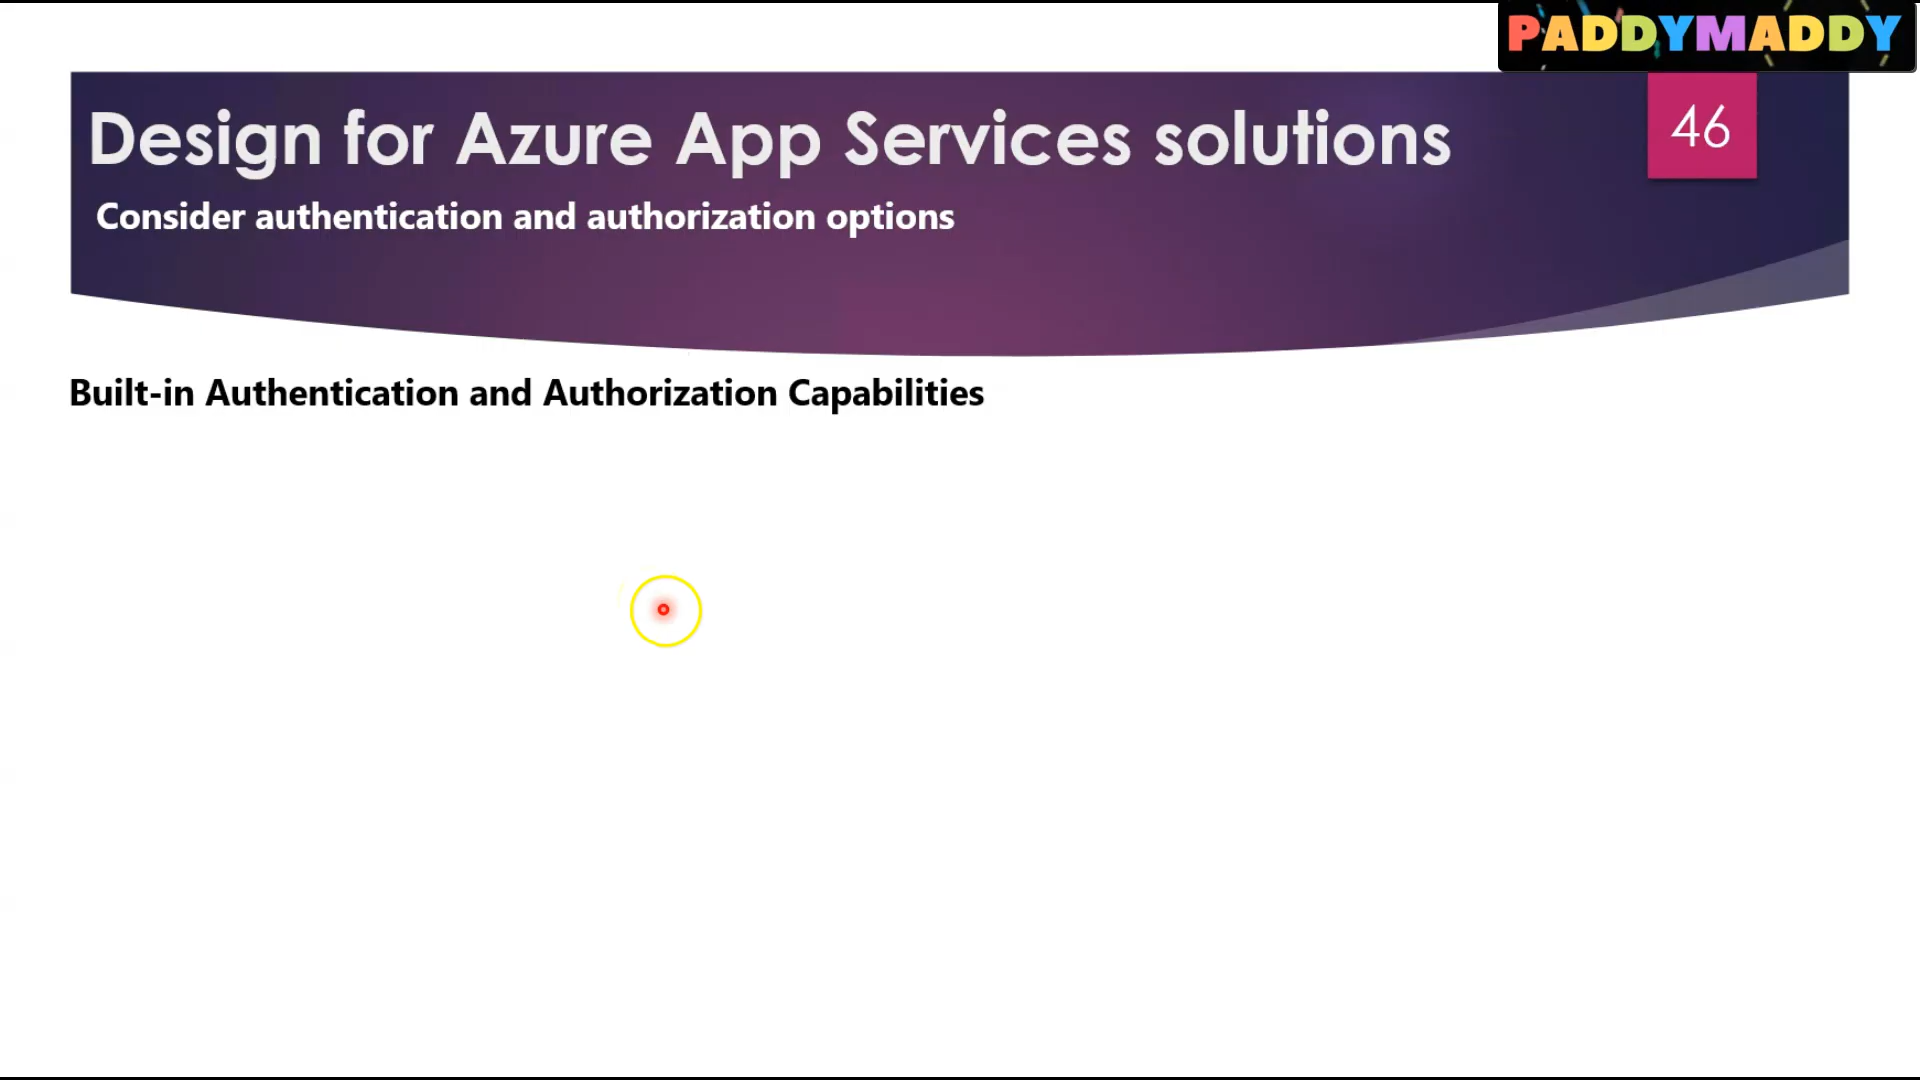 PADDYMADDY
Design for Azure App Services solutions
46
Consider authentication and authorization options
Built-in Authentication and Authorization Capabilities